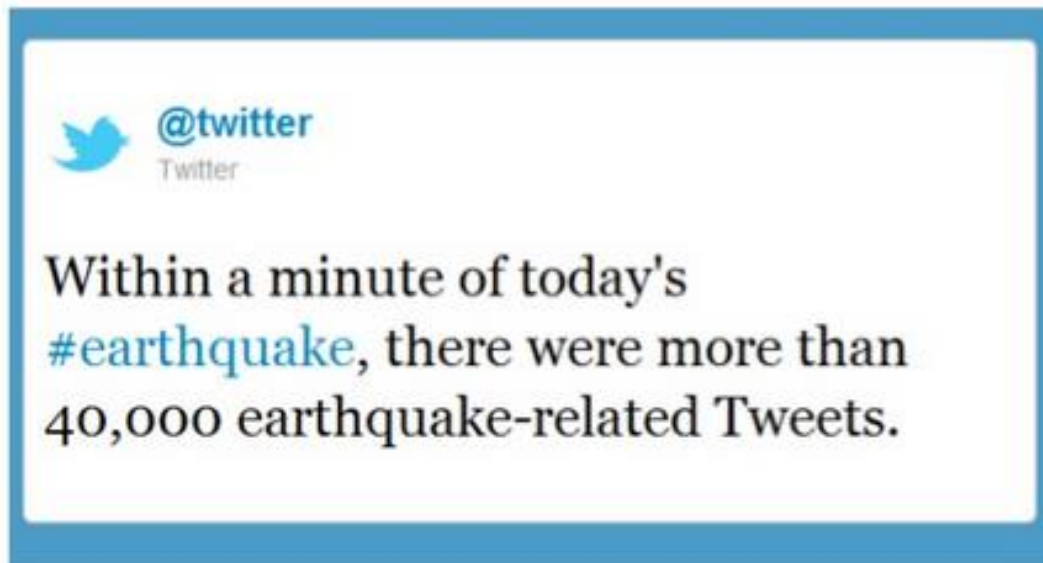 @twitter
Twitter
Within a minute of today's
#earthquake, there were more than
40,000 earthquake-related Tweets.